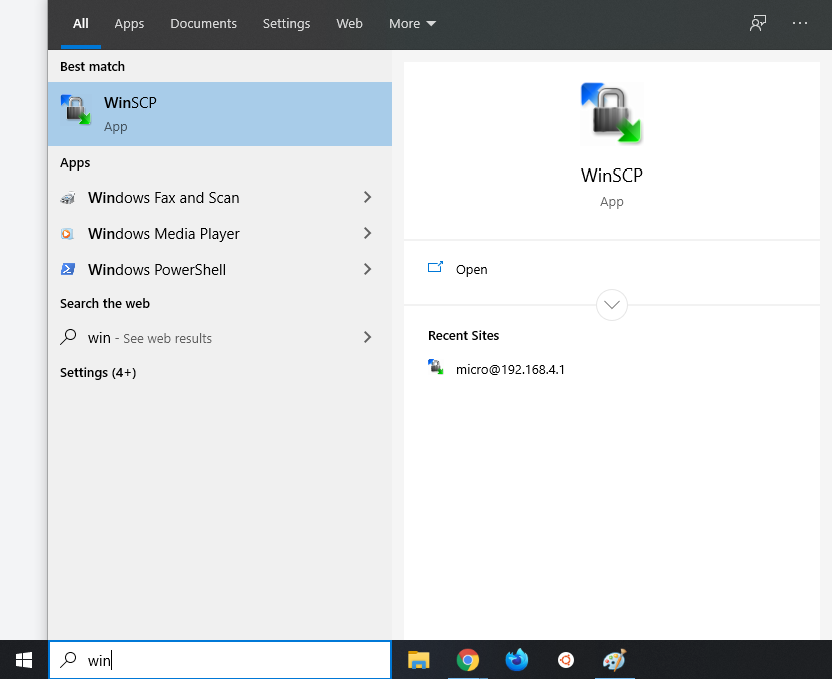 All Apps Documents Settings Web More
Best match
WinSCP
App
Apps
Windows Fax and Scan
Windows Media Player
Windows PowerShell
Search the web
win - See web results
Settings (4+)
WinSCP
App
Open
Recent Sites
micro@192.168.4.1
win